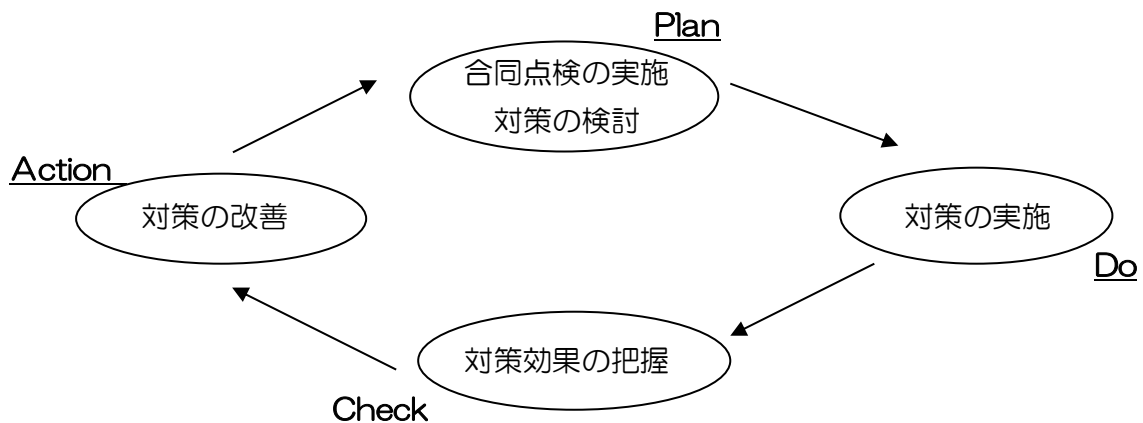 Plan
合同点検の実施
対策の検討
Action
対策の改善
対策の実施
Do
対策効果の把握
Check